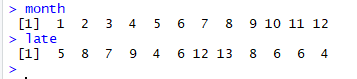 > month
[1] 1 2 3 4 5 6 7 8 9 10 11 12
> late
[1] 5 8 7 9 4 6 12 13 8 6 6 4
>